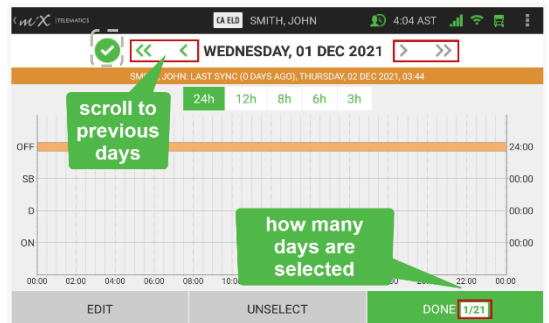 mX TELEMATICS CA ELD SMITH, JOHN 4:04 AST
<< < WEDNESDAY, 01 DEC 2021 > >>
SMITH, JOHN: LAST SYNC (0 DAYS AGO), THURSDAY, 02 DEC 2021, 03:44
24h 12h 8h 6h 3h
scroll to
previous
days
OFF 24:00
SB 00:00
D 00:00
ON 00:00
how many
days are
selected
00:00 02:00 04:00 06:00 08:00 22:00 00:00
EDIT UNSELECT DONE 1/21